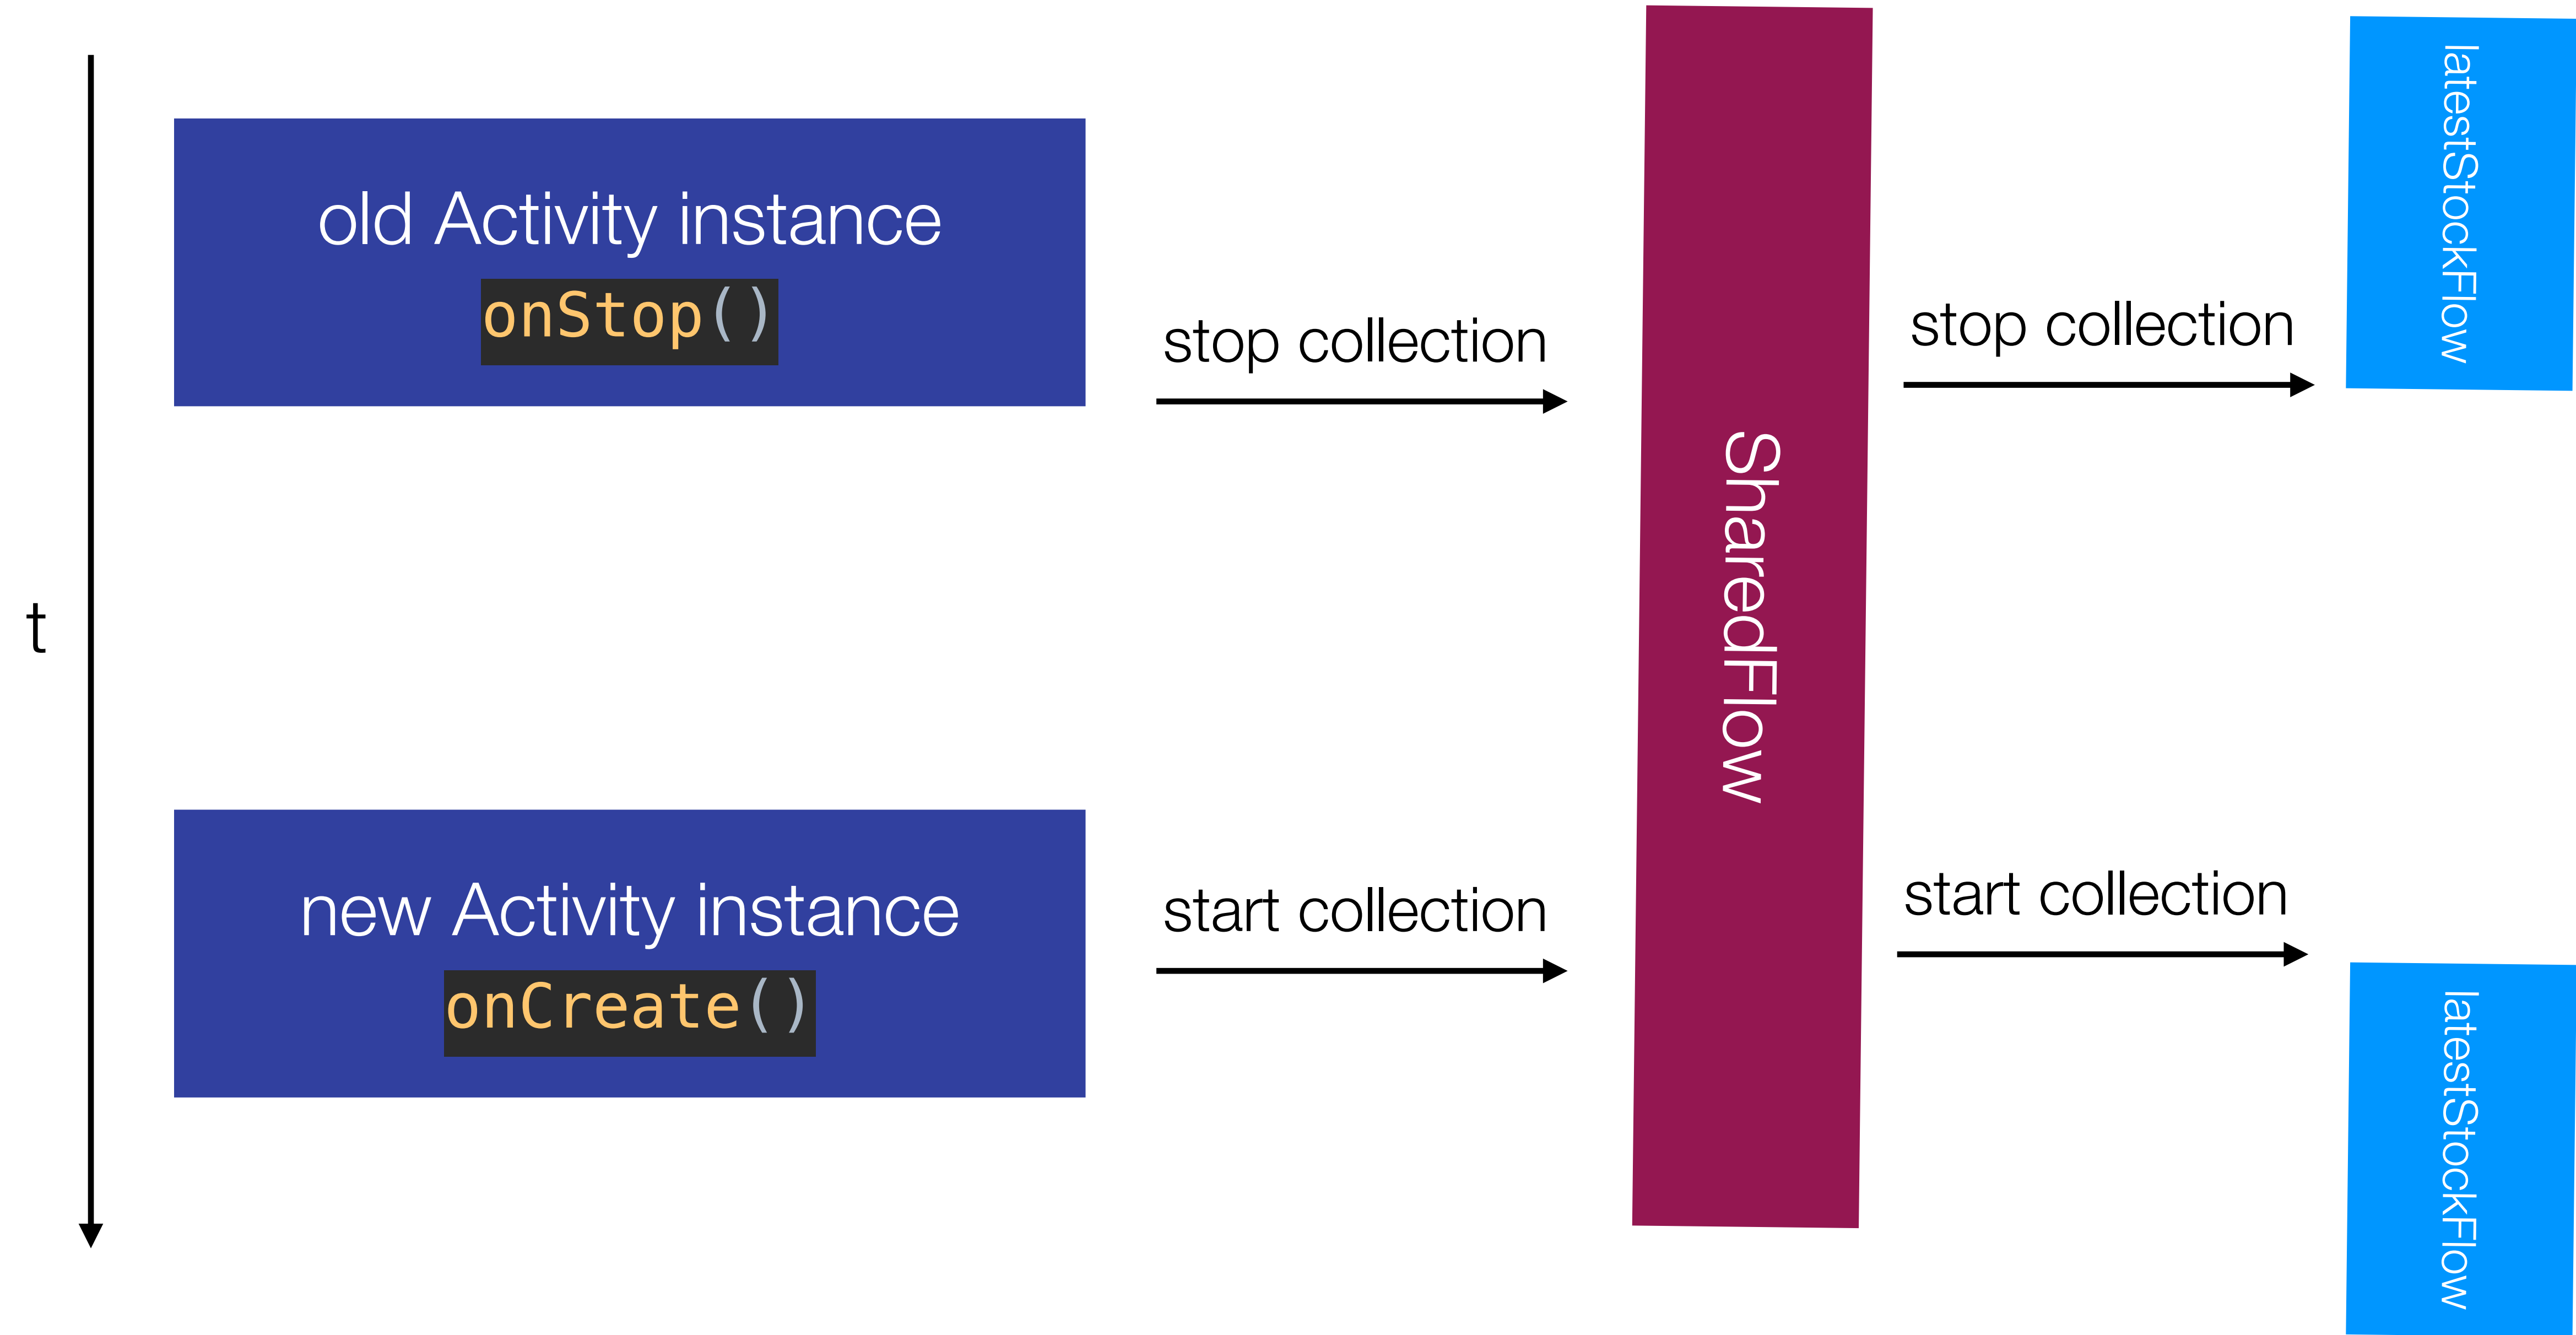 t
old Activity instance
onStop()
stop collection
SharedFlow
stop collection
latestStockFlow
new Activity instance
onCreate()
start collection
start collection
latestStockFlow